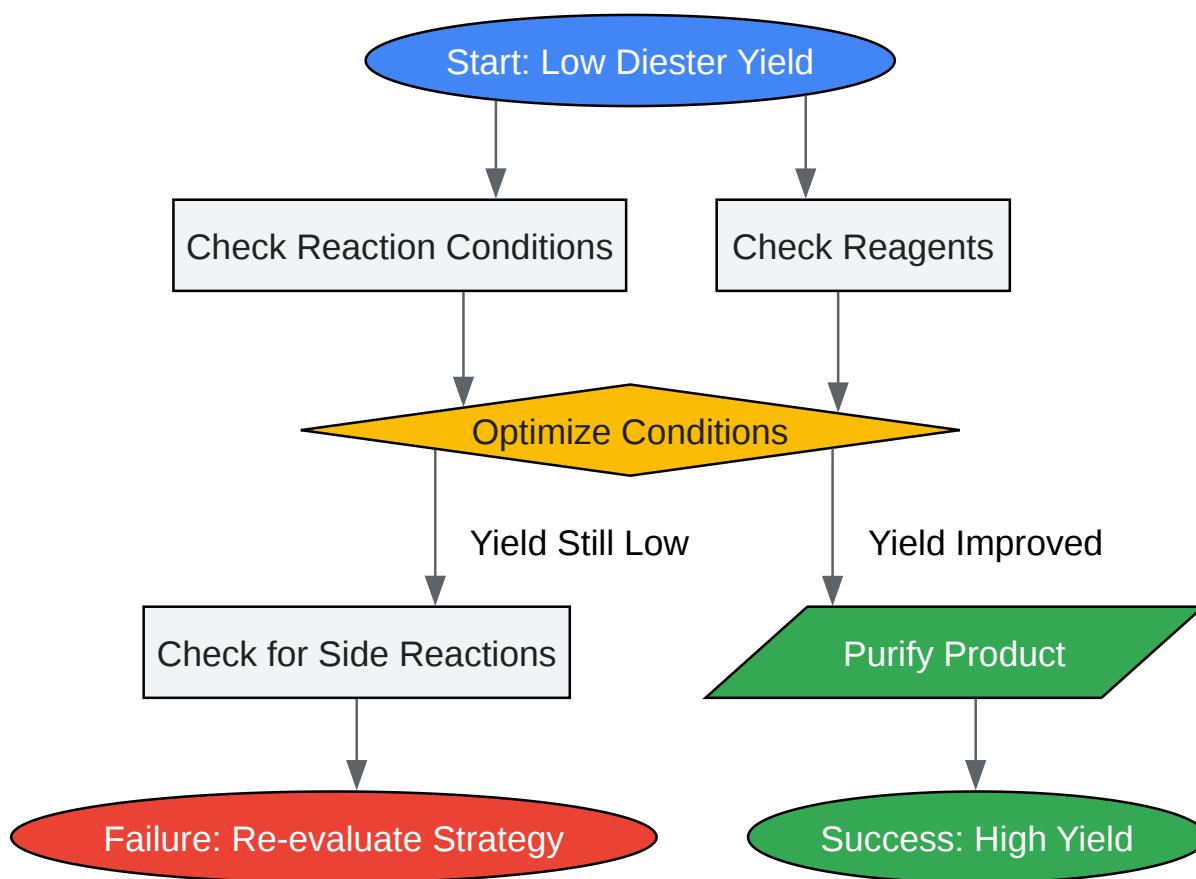 Start: Low Diester Yield
Check Reaction Conditions
Check Reagents
Optimize Conditions
Yield Still Low
Yield Improved
Check for Side Reactions
Purify Product
Failure: Re-evaluate Strategy
Success: High Yield